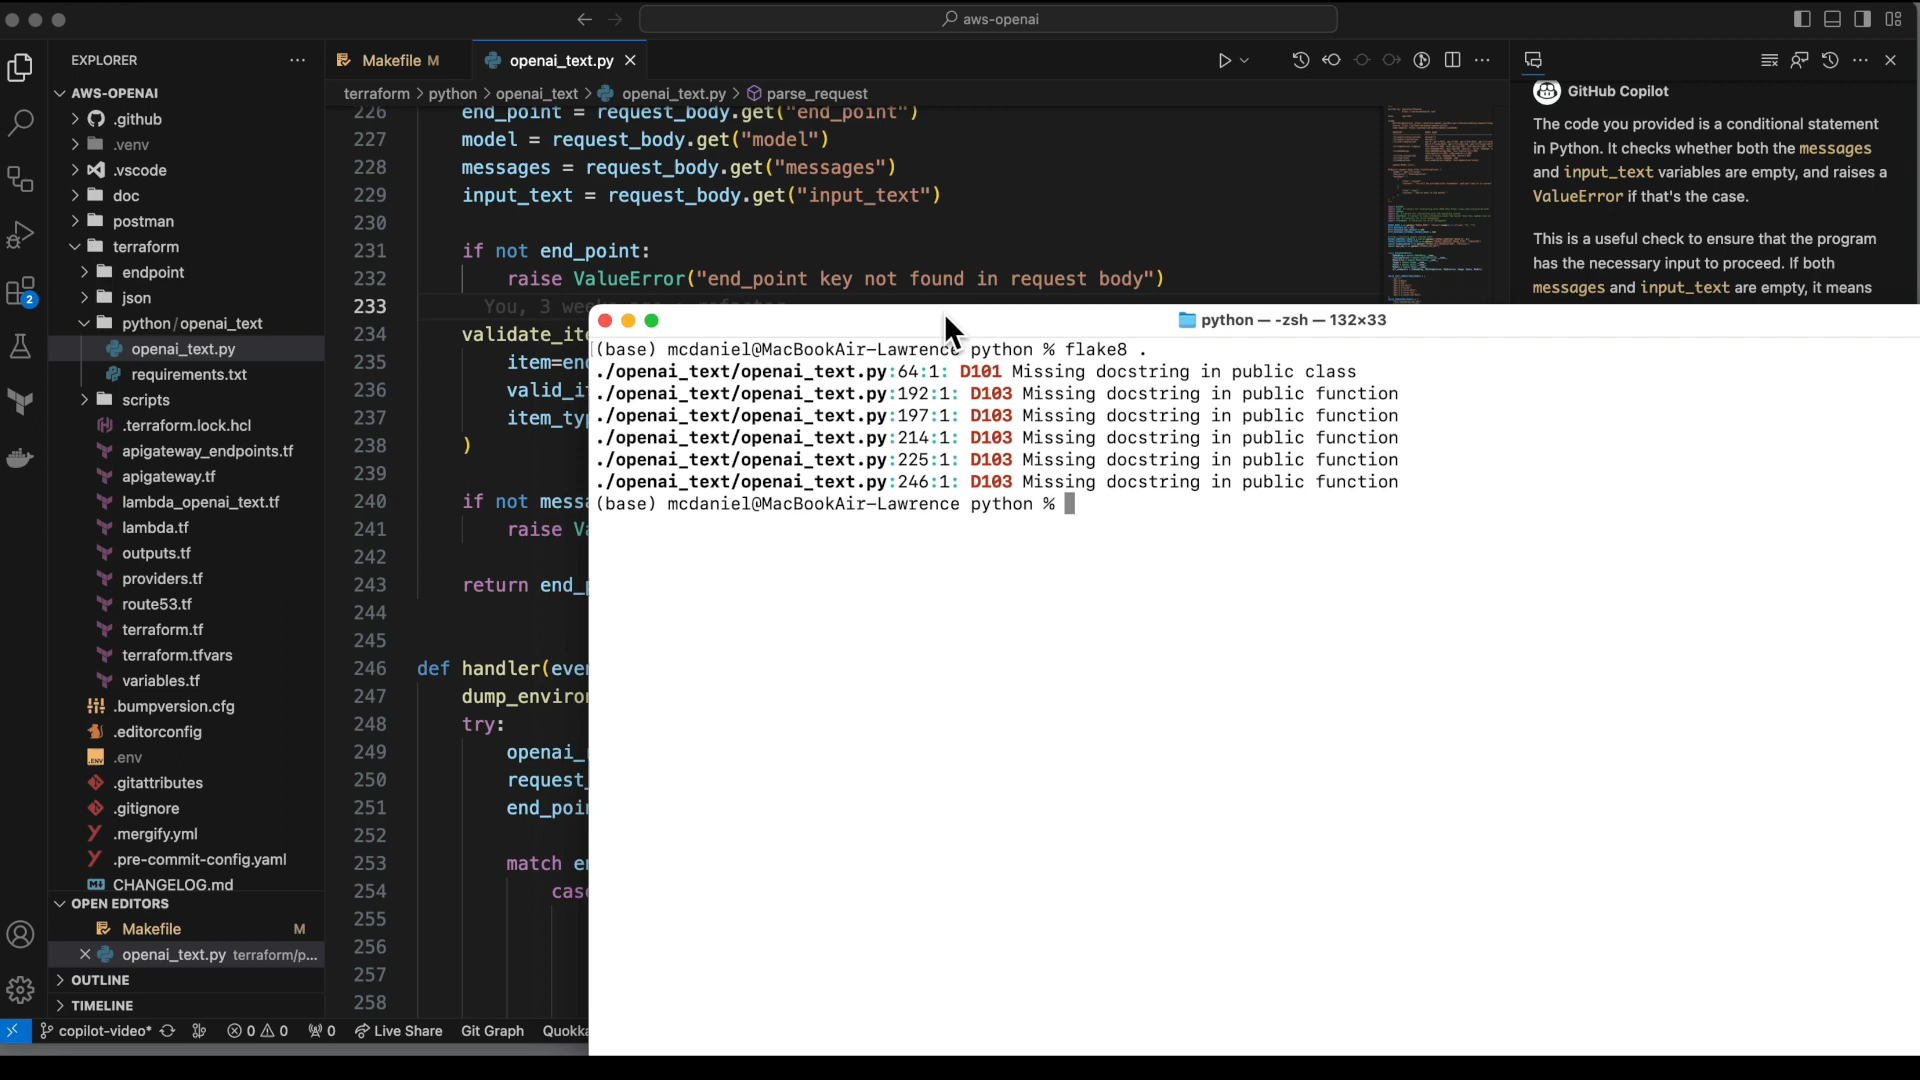 aws-openai
EXPLORER
AWS-OPENAI
.github
.venv
.vscode
doc
postman
terraform
endpoint
json
python/openai_text
openai_text.py
requirements.txt
scripts
.terraform.lock.hcl
apigateway_endpoints.tf
apigateway.tf
lambda_openai_text.tf
lambda.tf
outputs.tf
providers.tf
route53.tf
terraform.tf
terraform.tfvars
variables.tf
.bumpversion.cfg
.editorconfig
.env
.gitattributes
.gitignore
.mergify.yml
.pre-commit-config.yaml
CHANGELOG.md
OPEN EDITORS
Makefile M
openai_text.py terraform/p...
OUTLINE
TIMELINE
2
Makefile M openai_text.py
terraform > python > openai_text > openai_text.py > parse_request
226 end_point = request_body.get("end_point")
227 model = request_body.get("model")
228 messages = request_body.get("messages")
229 input_text = request_body.get("input_text")
230
231 if not end_point:
232 raise ValueError("end_point key not found in request body")
233 You, 3 weeks ago • refactor
234 validate_ite
235 item=en
236 valid_i
237 item_ty
238 )
239
240 if not mess
241 raise Va
242
243 return end_p
244
245
246 def handler(eve
247 dump_enviro
248 try:
249 openai_
250 request_
251 end_poi
252
253 match e
254 case
255
256
257
258
GitHub Copilot
The code you provided is a conditional statement
in Python. It checks whether both the messages
and input_text variables are empty, and raises a
ValueError if that's the case.
This is a useful check to ensure that the program
has the necessary input to proceed. If both
messages and input_text are empty, it means
python — -zsh — 132×33
(base) mcdaniel@MacBookAir-Lawrence python % flake8 .
./openai_text/openai_text.py:64:1: D101 Missing docstring in public class
./openai_text/openai_text.py:192:1: D103 Missing docstring in public function
./openai_text/openai_text.py:197:1: D103 Missing docstring in public function
./openai_text/openai_text.py:214:1: D103 Missing docstring in public function
./openai_text/openai_text.py:225:1: D103 Missing docstring in public function
./openai_text/openai_text.py:246:1: D103 Missing docstring in public function
(base) mcdaniel@MacBookAir-Lawrence python %
copilot-video* 0 0 0 Live Share Git Graph Quokka